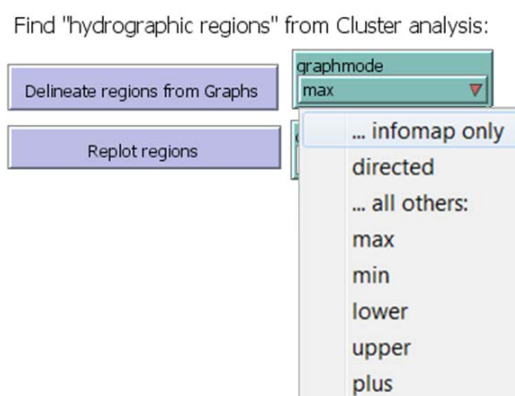 Find "hydrographic regions" from Cluster analysis:
Delineate regions from Graphs
graphmode
max
Replot regions
... infomap only
directed
... all others:
max
min
lower
upper
plus